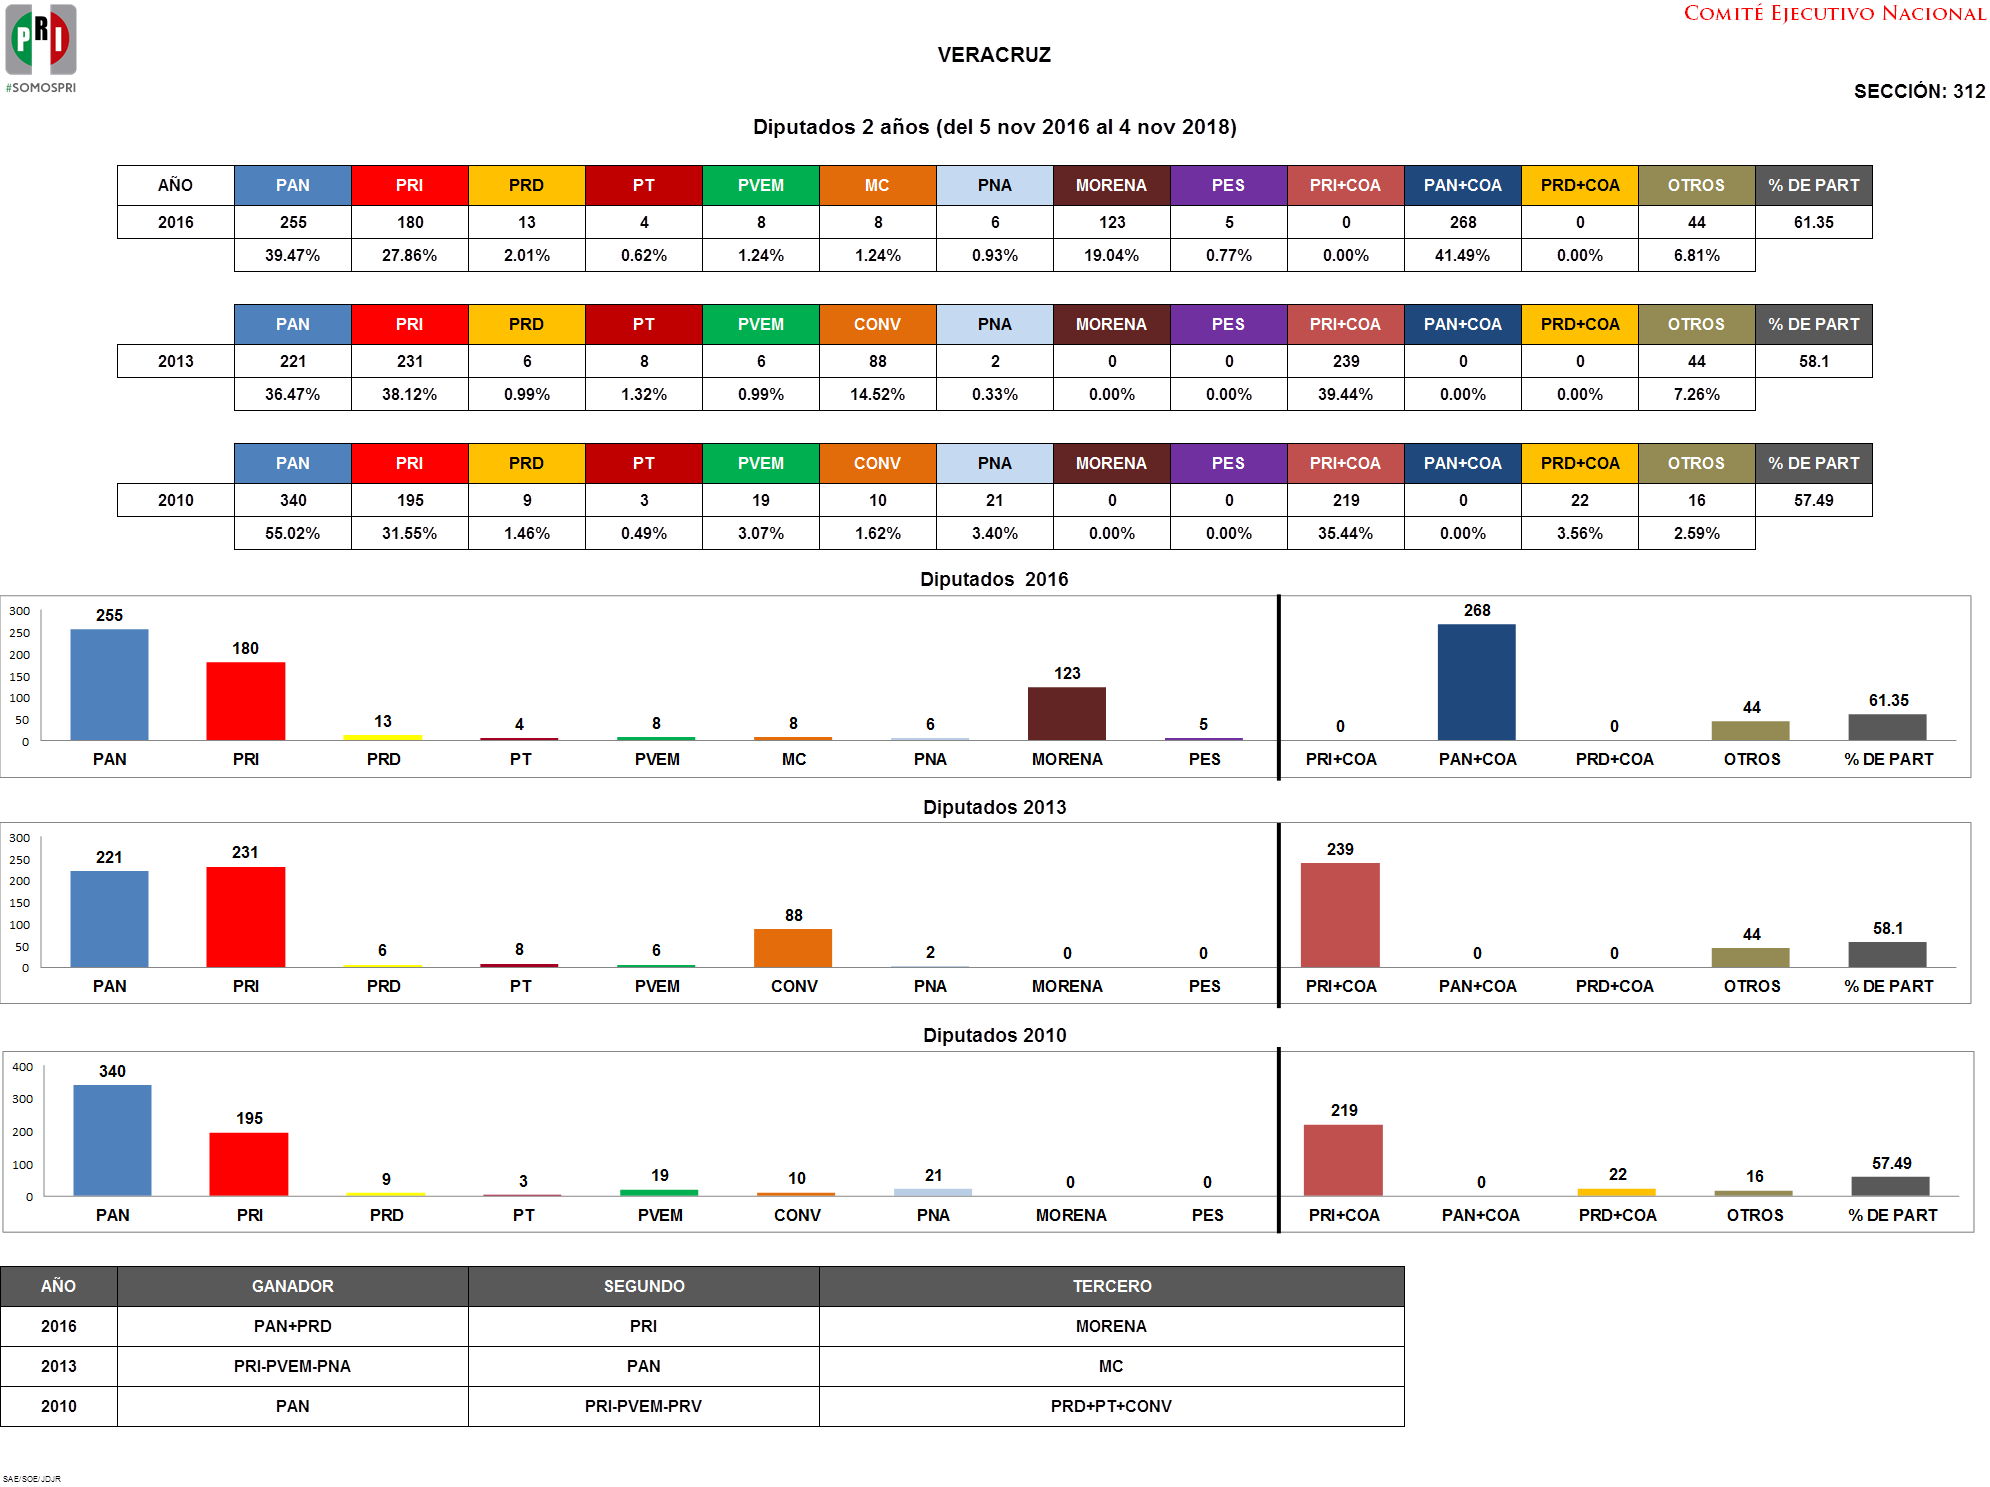 COMITÉ EJECUTIVO NACIONAL
PRI
#SOMOSPRI
VERACRUZ
SECCIÓN: 312
Diputados 2 años (del 5 nov 2016 al 4 nov 2018)
AÑO PAN PRI PRD PT PVEM MC PNA MORENA PES PRI+COA PAN+COA PRD+COA OTROS % DE PART
2016 255 180 13 4 8 8 6 123 5 0 268 0 44 61.35
39.47% 27.86% 2.01% 0.62% 1.24% 1.24% 0.93% 19.04% 0.77% 0.00% 41.49% 0.00% 6.81%
PAN PRI PRD PT PVEM CONV PNA MORENA PES PRI+COA PAN+COA PRD+COA OTROS % DE PART
2013 221 231 6 8 6 88 2 0 0 239 0 0 44 58.1
36.47% 38.12% 0.99% 1.32% 0.99% 14.52% 0.33% 0.00% 0.00% 39.44% 0.00% 0.00% 7.26%
PAN PRI PRD PT PVEM CONV PNA MORENA PES PRI+COA PAN+COA PRD+COA OTROS % DE PART
2010 340 195 9 3 19 10 21 0 0 219 0 22 16 57.49
55.02% 31.55% 1.46% 0.49% 3.07% 1.62% 3.40% 0.00% 0.00% 35.44% 0.00% 3.56% 2.59%
Diputados 2016
300
250
200
150
100
50
0
255 180 13 4 8 8 6 123 5 0 268 0 44 61.35
PAN PRI PRD PT PVEM MC PNA MORENA PES PRI+COA PAN+COA PRD+COA OTROS % DE PART
Diputados 2013
300
250
200
150
100
50
0
221 231 6 8 6 88 2 0 0 239 0 0 44 58.1
PAN PRI PRD PT PVEM CONV PNA MORENA PES PRI+COA PAN+COA PRD+COA OTROS % DE PART
Diputados 2010
400
300
200
100
0
340 195 9 3 19 10 21 0 0 219 0 22 16 57.49
PAN PRI PRD PT PVEM CONV PNA MORENA PES PRI+COA PAN+COA PRD+COA OTROS % DE PART
AÑO GANADOR SEGUNDO TERCERO
2016 PAN+PRD PRI MORENA
2013 PRI-PVEM-PNA PAN MC
2010 PAN PRI-PVEM-PRV PRD+PT+CONV
SAE/SOE/JDJR